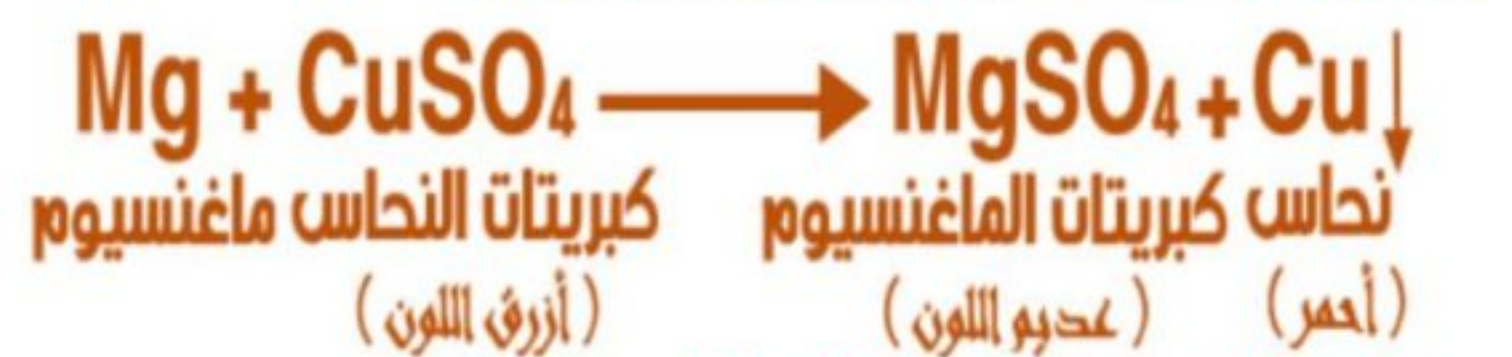 Mg + CuSO₄ ⟶ MgSO₄ + Cu↓
ماغنسيوم كبريتات النحاس كبريتات الماغنسيوم نحاس
(أزرق اللون) (عديم اللون) (أحمر)